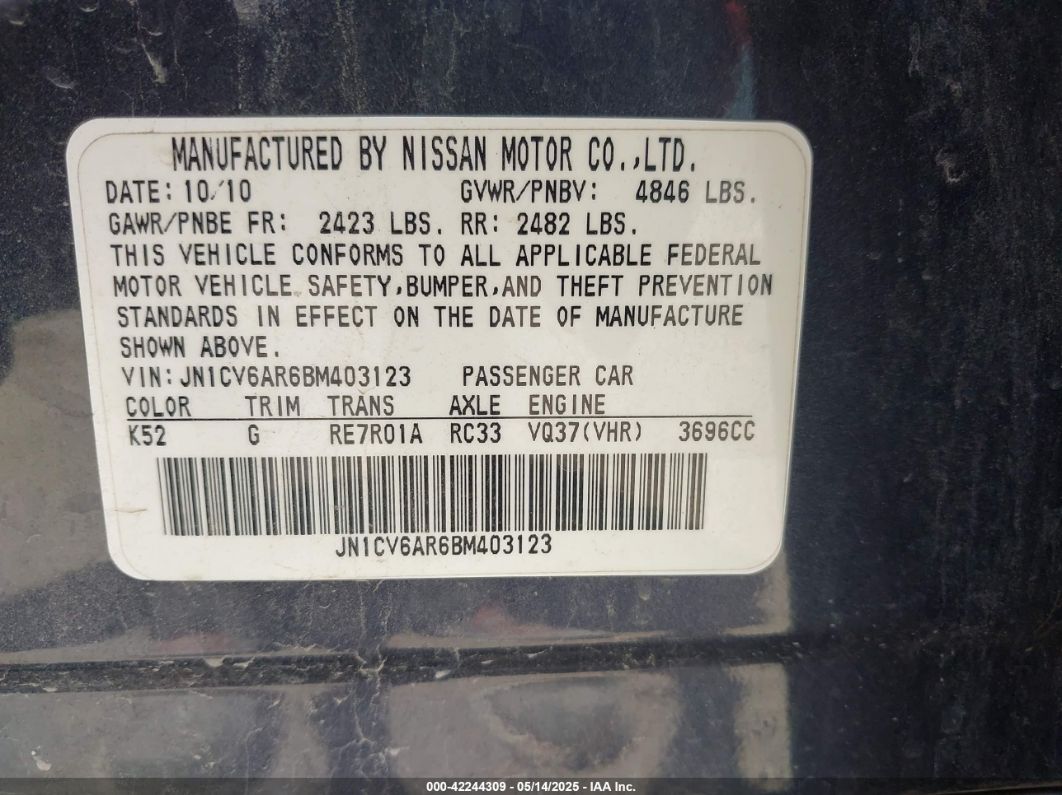 MANUFACTURED BY NISSAN MOTOR CO.,LTD.
DATE: 10/10 GVWR/PNBV: 4846 LBS.
GAWR/PNBE FR: 2423 LBS. RR: 2482 LBS.
THIS VEHICLE CONFORMS TO ALL APPLICABLE FEDERAL
MOTOR VEHICLE SAFETY,BUMPER,AND THEFT PREVENTION
STANDARDS IN EFFECT ON THE DATE OF MANUFACTURE
SHOWN ABOVE.
VIN:JN1CV6AR6BM403123 PASSENGER CAR
COLOR TRIM TRANS AXLE ENGINE
K52 G RE7R01A RC33 VQ37(VHR) 3696CC
JN1CV6AR6BM403123
000-42244309 - 05/14/2025 - IAA Inc.